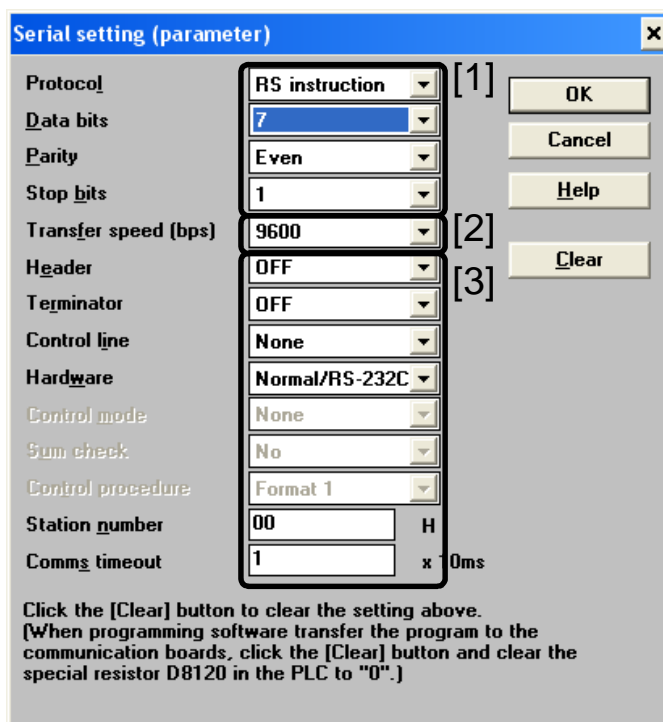 Serial setting (parameter)
Protocol RS instruction [1] OK
Data bits 7
Parity Even Cancel
Stop bits 1 Help
Transfer speed (bps) 9600 [2]
Header OFF [3] Clear
Terminator OFF
Control line None
Hardware Normal/RS-232C
Control mode None
Sum check No
Control procedure Format 1
Station number 00 H
Comms timeout 1 x 10ms
Click the [Clear] button to clear the setting above.
(When programming software transfer the program to the
communication boards, click the [Clear] button and clear the
special resistor D8120 in the PLC to "0".)